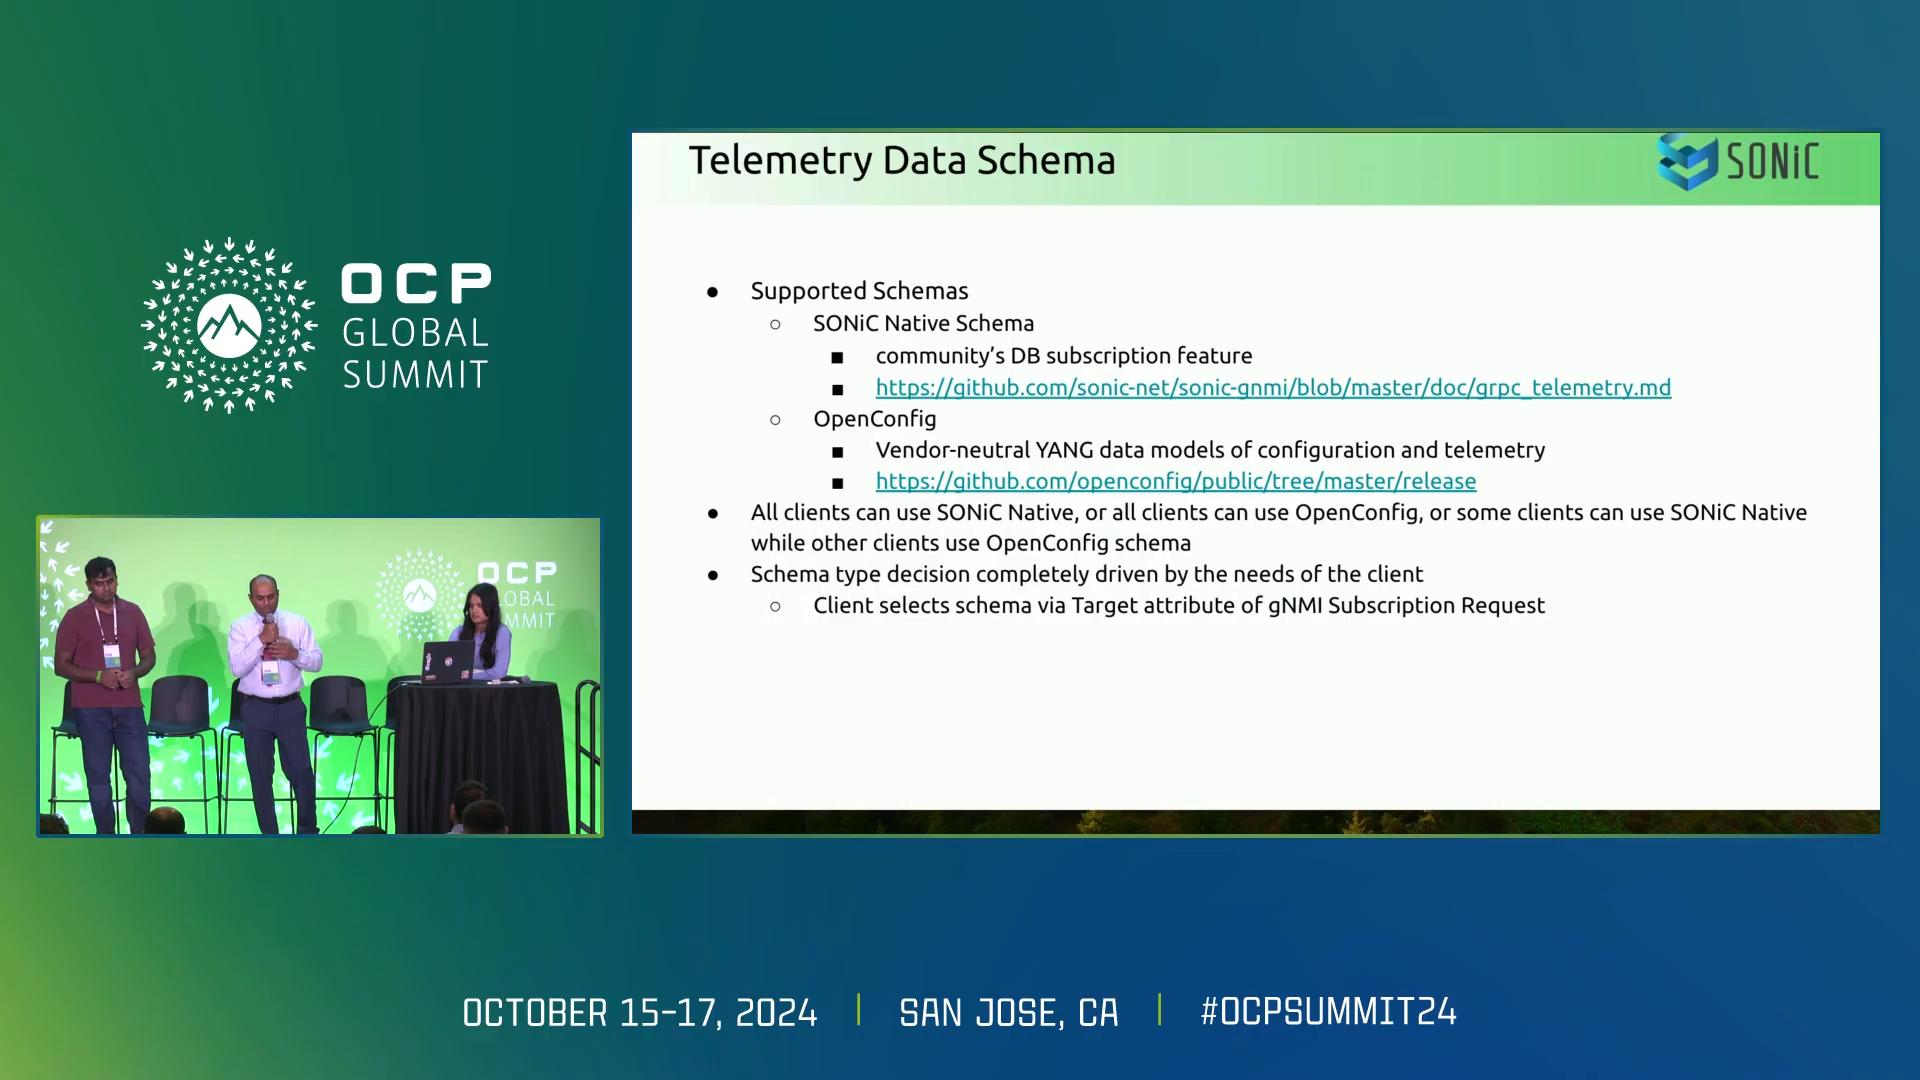 OCP
GLOBAL
SUMMIT
Telemetry Data Schema
SONiC
● Supported Schemas
○ SONiC Native Schema
■ community’s DB subscription feature
■ https://github.com/sonic-net/sonic-gnmi/blob/master/doc/grpc_telemetry.md
○ OpenConfig
■ Vendor-neutral YANG data models of configuration and telemetry
■ https://github.com/openconfig/public/tree/master/release
● All clients can use SONiC Native, or all clients can use OpenConfig, or some clients can use SONiC Native
while other clients use OpenConfig schema
● Schema type decision completely driven by the needs of the client
○ Client selects schema via Target attribute of gNMI Subscription Request
OCP
OBAL
MMIT
OCTOBER 15-17, 2024 | SAN JOSE, CA | #OCPSUMMIT24